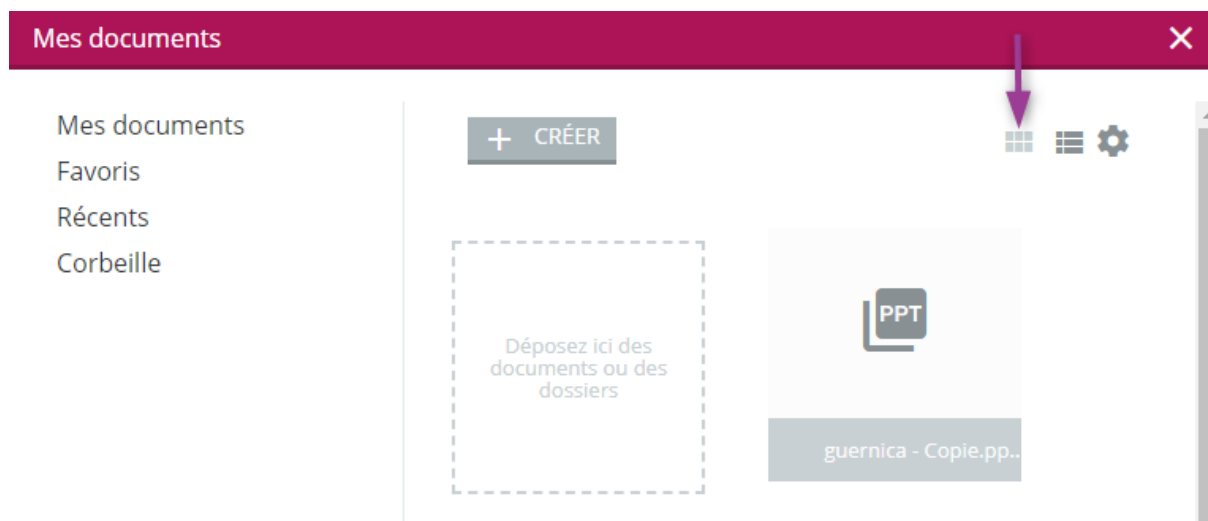 Mes documents
Mes documents
Favoris
Récents
Corbeille
+ CRÉER
Déposez ici des
documents ou des
dossiers
PPT
guernica - Copie.pp..